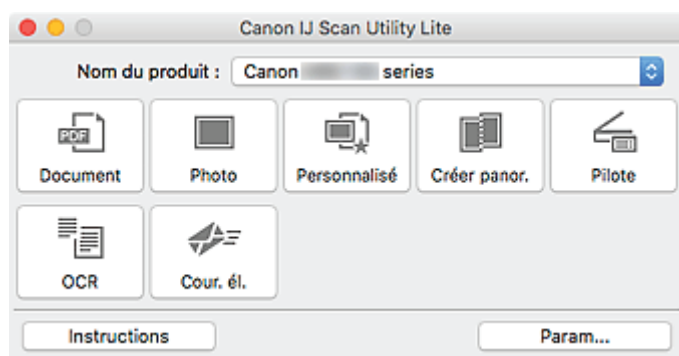 Canon IJ Scan Utility Lite
Nom du produit : Canon series
PDF
Document Photo Personnalisé Créer panor. Pilote
OCR Cour. él.
Instructions Param...